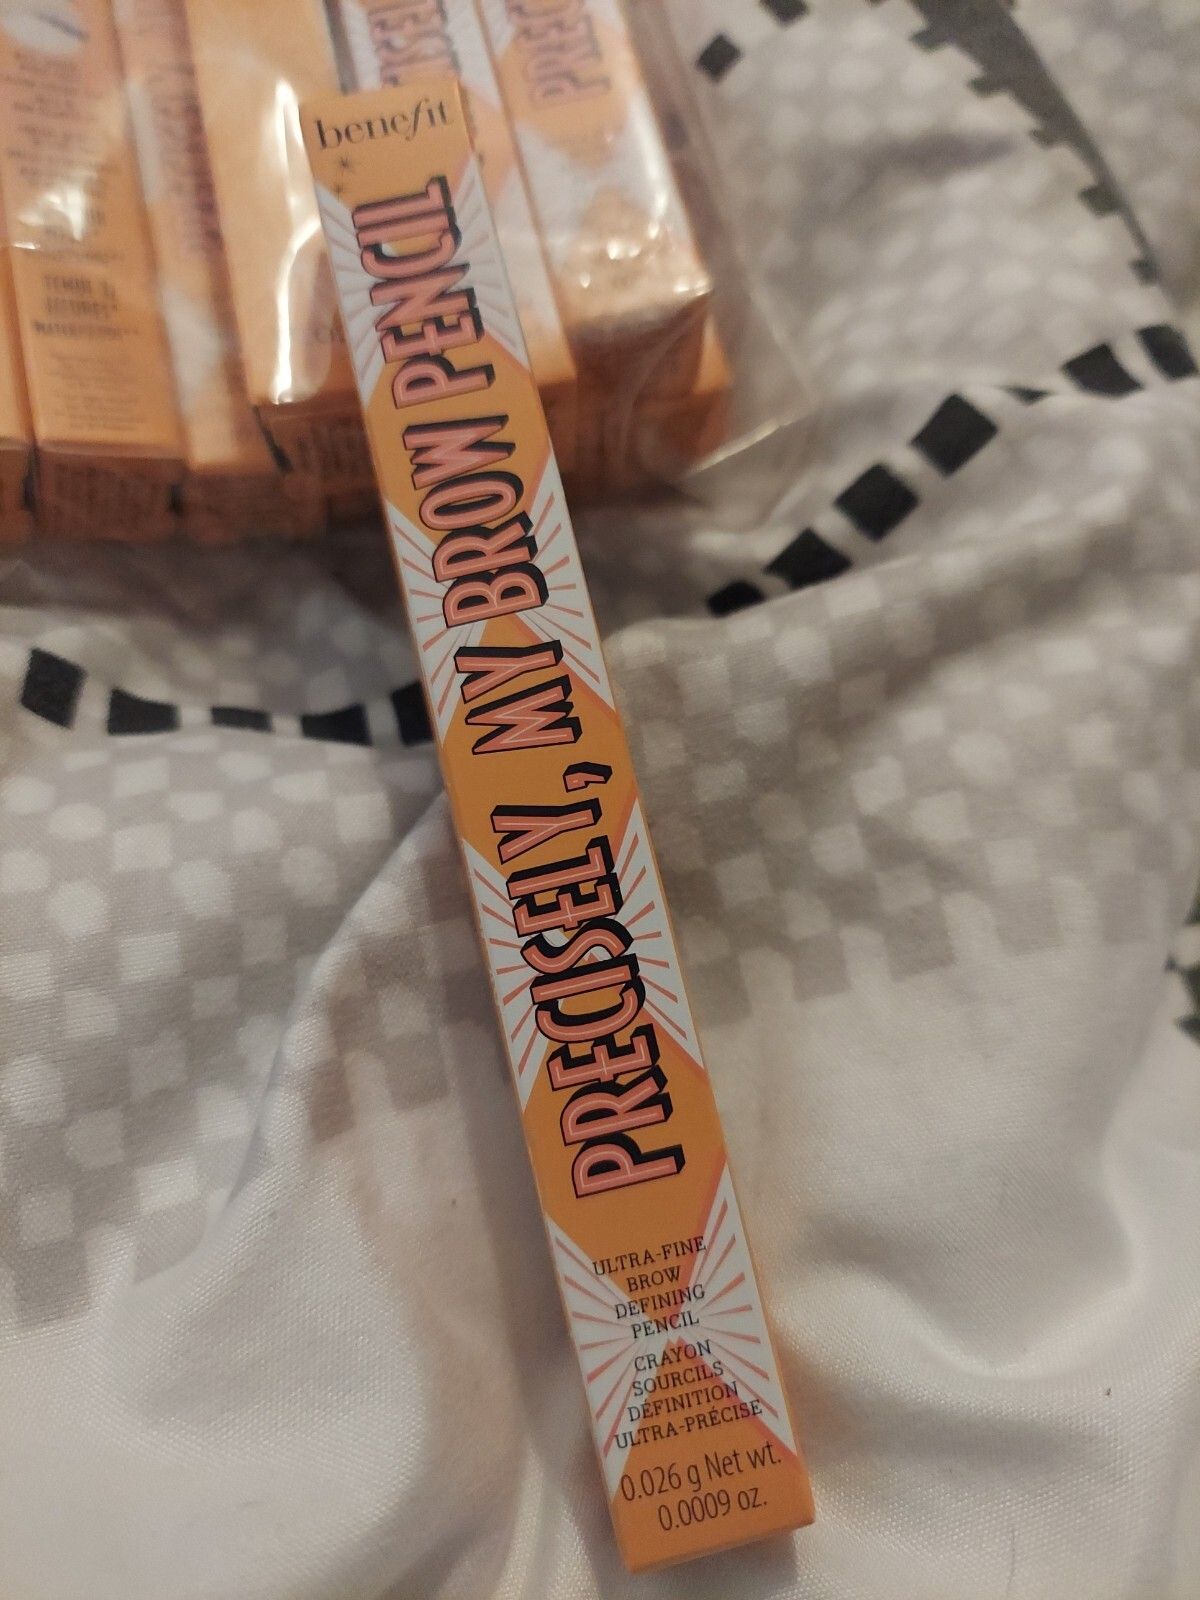 benefit
PRECISELY, MY BROW PENCIL
ULTRA-FINE
BROW
DEFINING
PENCIL
CRAYON
SOURCILS
DÉFINITION
ULTRA-PRÉCISE
0.026 g Net wt.
0.0009 oz.